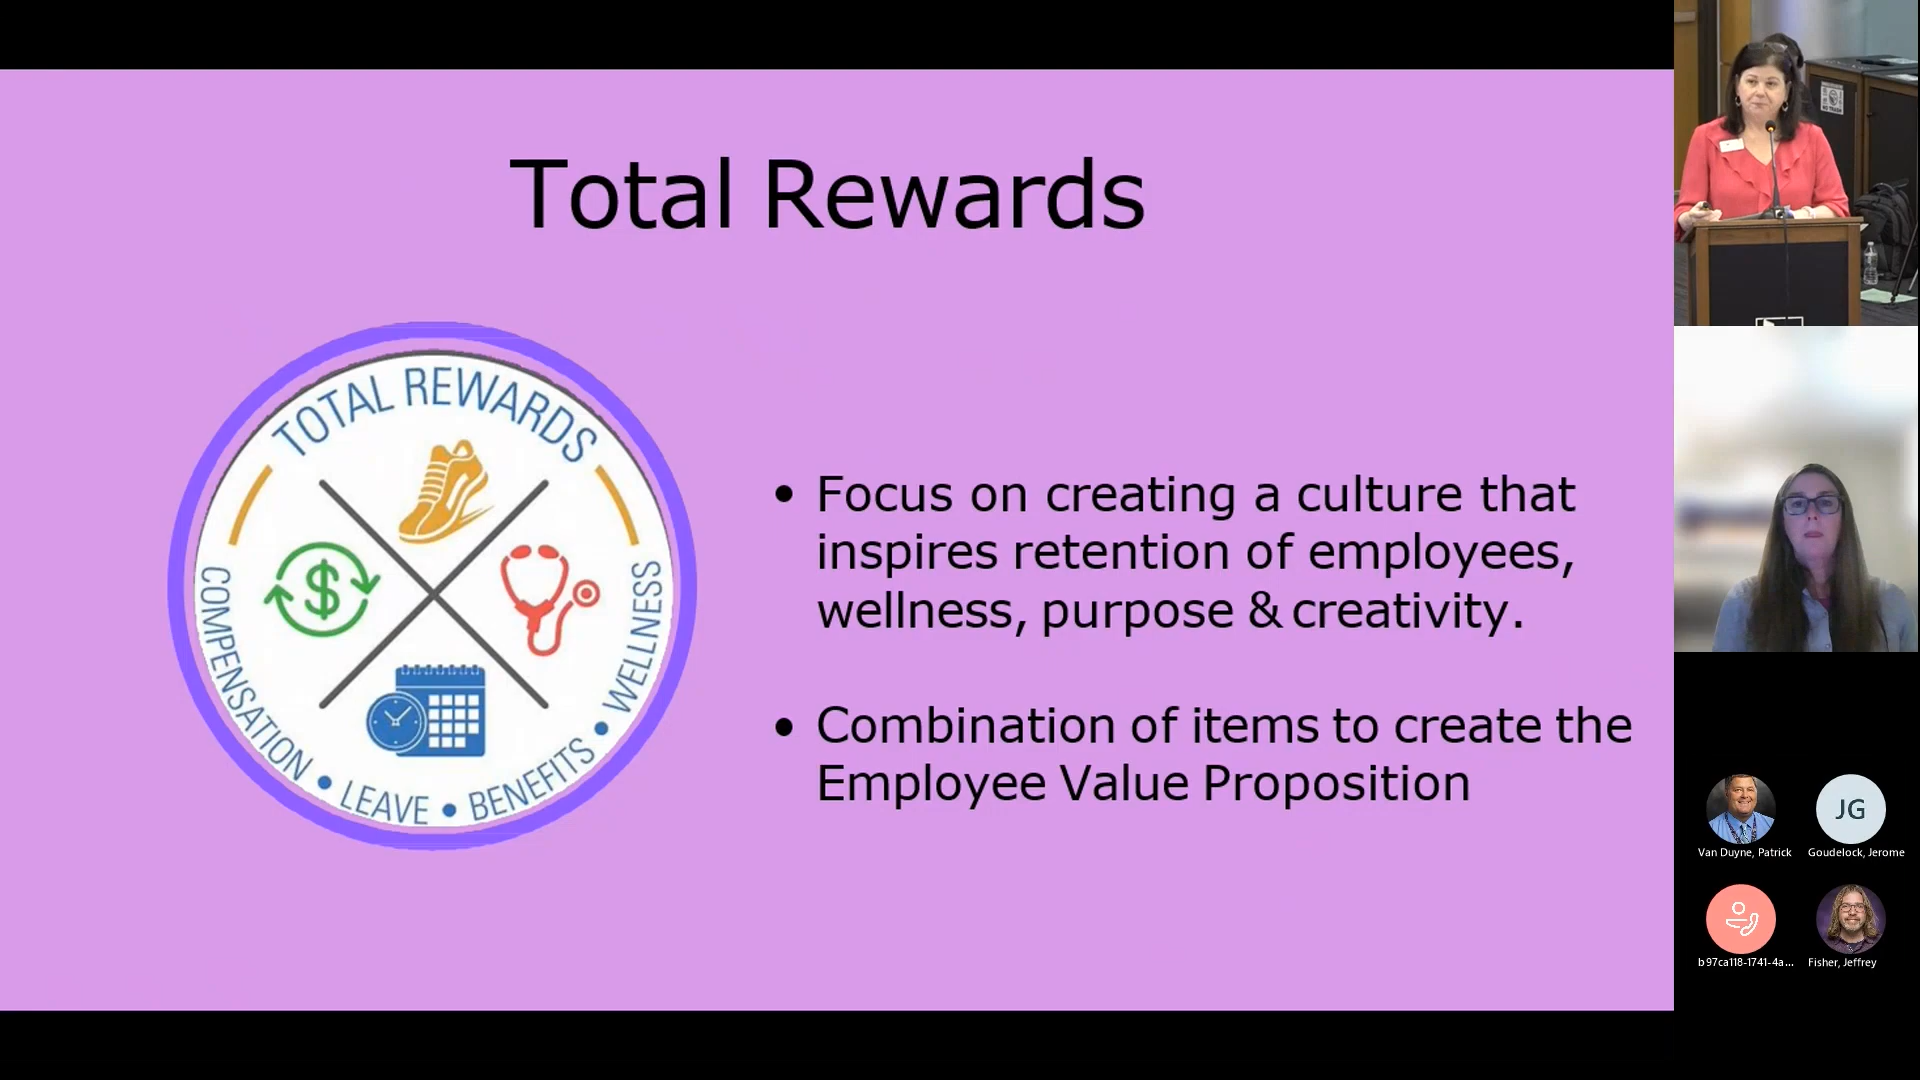 Total Rewards
TOTAL REWARDS
COMPENSATION • LEAVE • BENEFITS • WELLNESS
• Focus on creating a culture that
inspires retention of employees,
wellness, purpose & creativity.
• Combination of items to create the
Employee Value Proposition
JG
Van Duyne, Patrick
Goudelock, Jerome
b97ca118-1741-4a...
Fisher, Jeffrey